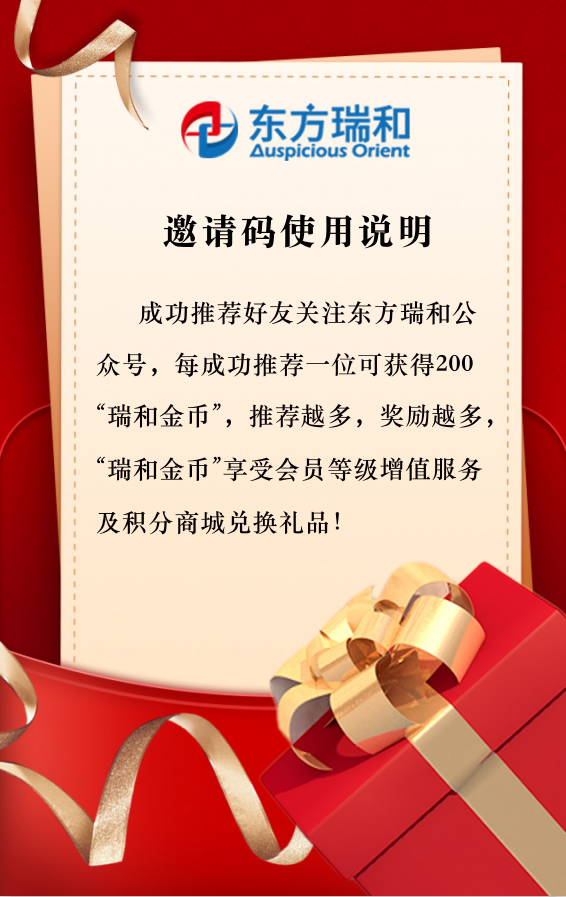 东方瑞和
Auspicious Orient
邀请码使用说明
成功推荐好友关注东方瑞和公
众号，每成功推荐一位可获得200
“瑞和金币”，推荐越多，奖励越多，
“瑞和金币”享受会员等级增值服务
及积分商城兑换礼品！